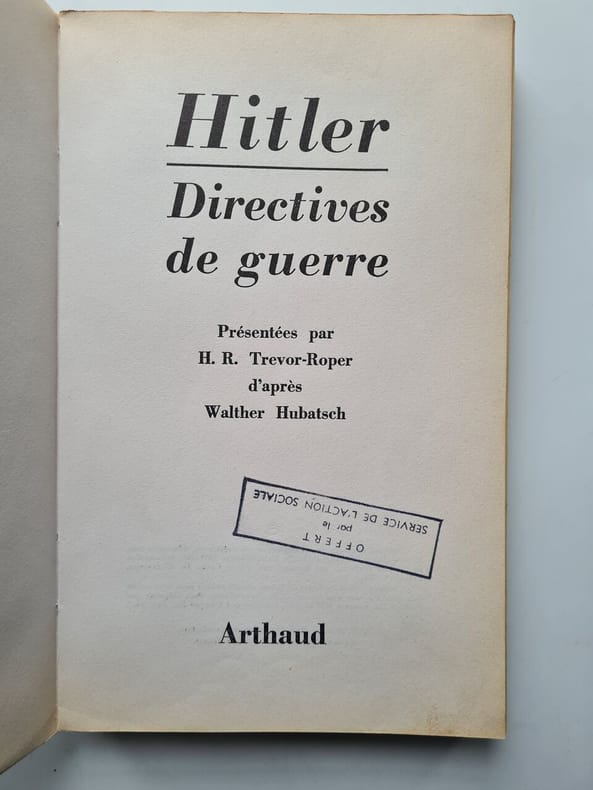 Hitler
Directives
de guerre
Présentées par
H. R. Trevor-Roper
d'après
Walther Hubatsch
OFFERT
par le
SERVICE DE L'ACTION SOCIALE
Arthaud